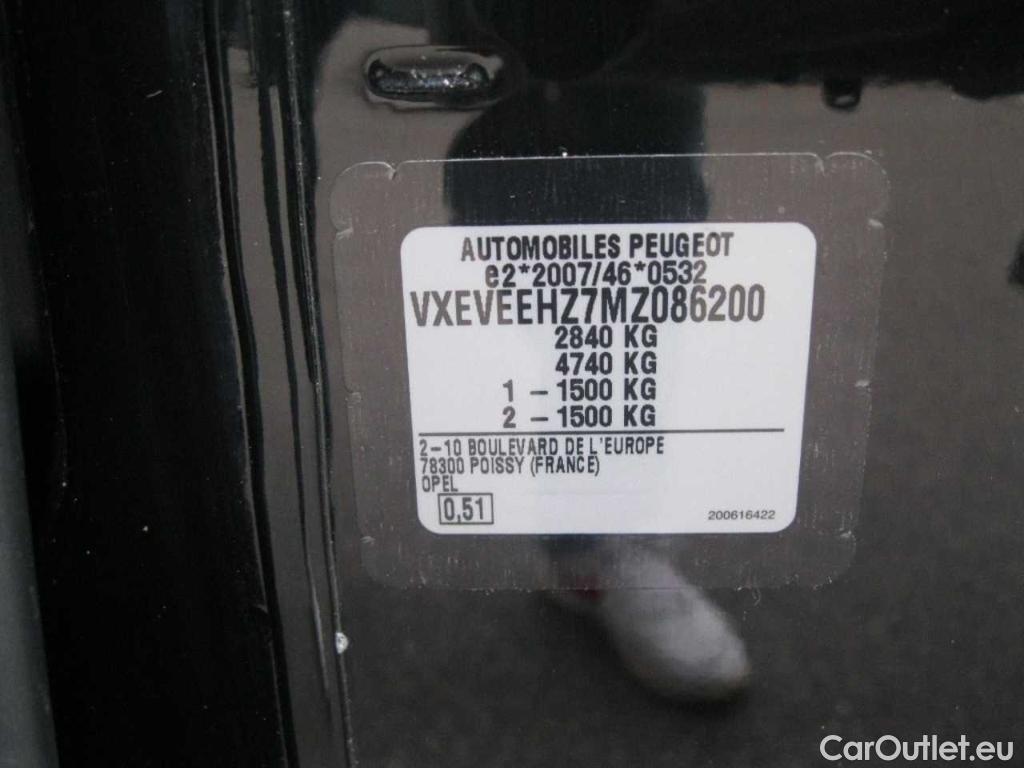 AUTOMOBILES PEUGEOT
e2*2007/46*0532
VXEVEEHZ7MZ086200
2840 KG
4740 KG
1 - 1500 KG
2 - 1500 KG
2-10 BOULEVARD DE L'EUROPE
78300 POISSY (FRANCE)
OPEL
0,51
200616422
CarOutlet.eu